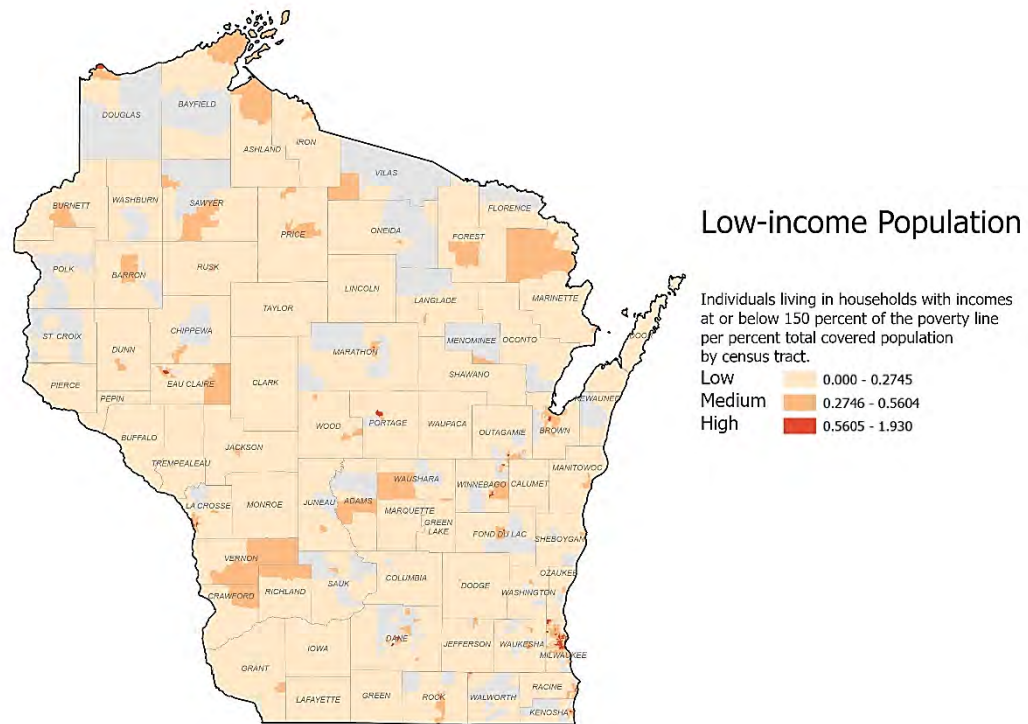 DOUGLAS
BAYFIELD
ASHLAND
IRON
VILAS
BURNETT
WASHBURN
SAWYER
FLORENCE
PRICE
ONEIDA
FOREST
POLK
BARRON
RUSK
LINCOLN
LANGLADE
MARINETTE
TAYLOR
ST. CROIX
CHIPPEWA
DUNN
MARATHON
MENOMINEE
OCONTO
DOOR
SHAWANO
PIERCE
EAU CLAIRE
CLARK
PEPIN
KEWAUNEE
BUFFALO
WOOD
PORTAGE
WAUPACA
OUTAGAMIE
BROWN
JACKSON
TREMPEALEAU
MANITOWOC
WAUSHARA
WINNEBAGO
CALUMET
LA CROSSE
MONROE
JUNEAU
ADAMS
MARQUETTE
GREEN
LAKE
FOND DU LAC
SHEBOYGAN
VERNON
OZAUKEE
CRAWFORD
RICHLAND
SAUK
COLUMBIA
DODGE
WASHINGTON
DANE
JEFFERSON
WAUKESHA
MILWAUKEE
IOWA
GRANT
LAFAYETTE
GREEN
ROCK
WALWORTH
RACINE
KENOSHA
Low-income Population
Individuals living in households with incomes
at or below 150 percent of the poverty line
per percent total covered population
by census tract.
Low 0.000 - 0.2745
Medium 0.2746 - 0.5604
High 0.5605 - 1.930